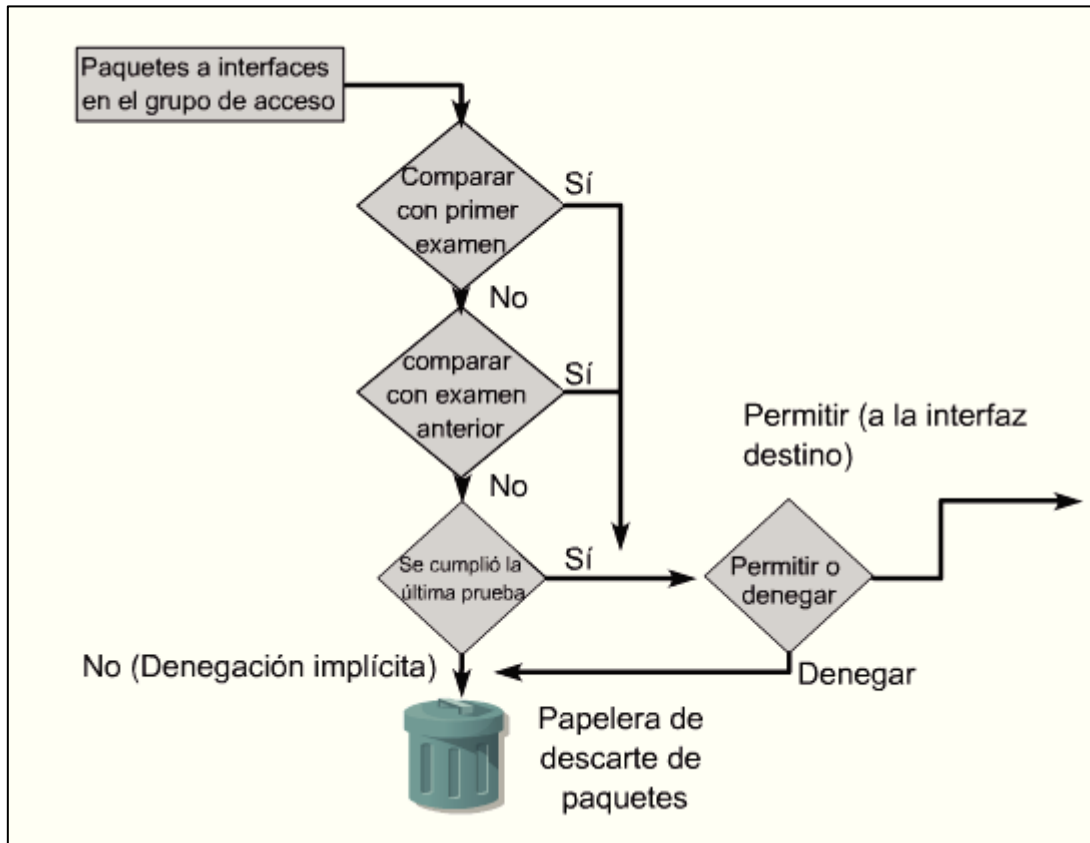 Paquetes a interfaces
en el grupo de acceso
Comparar
con primer
examen
Sí
No
comparar
con examen
anterior
Sí
No
Permitir (a la interfaz
destino)
Se cumplió la
última prueba
Sí
Permitir o
denegar
No (Denegación implícita)
Denegar
Papelera de
descarte de
paquetes